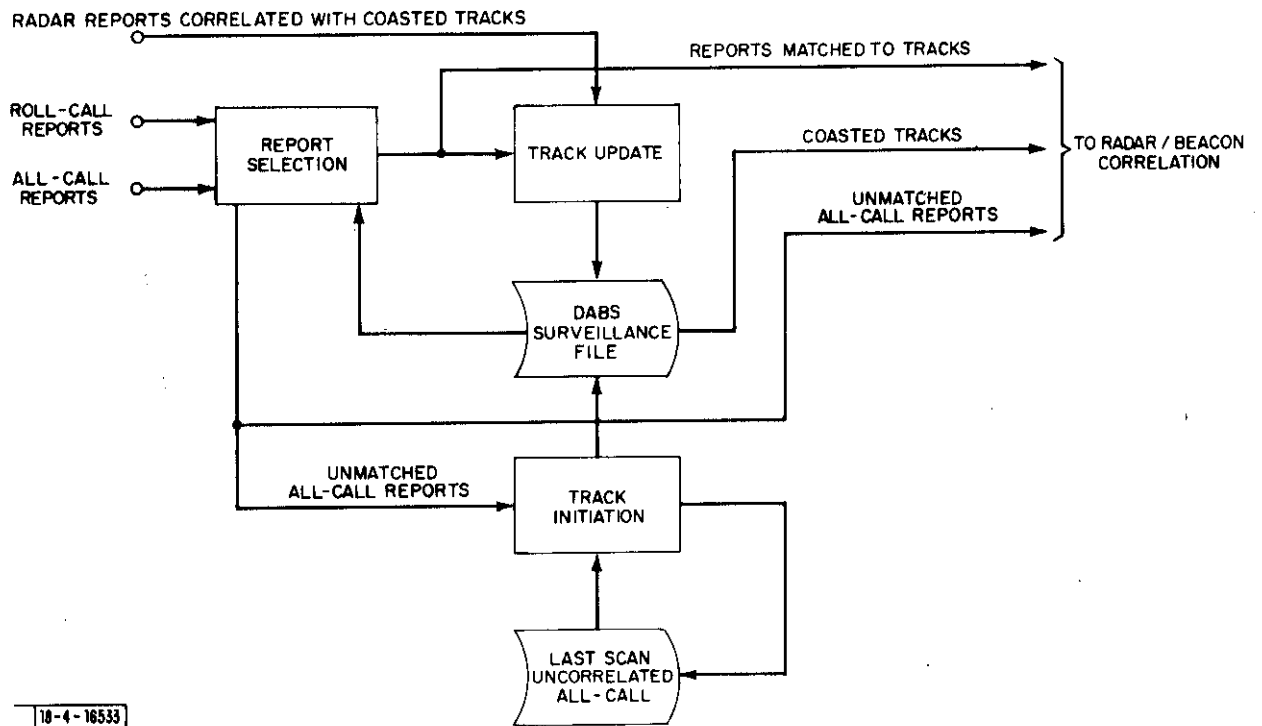 RADAR REPORTS CORRELATED WITH COASTED TRACKS
REPORTS MATCHED TO TRACKS
ROLL-CALL
REPORTS
REPORT
SELECTION
TRACK UPDATE
COASTED TRACKS
TO RADAR / BEACON
CORRELATION
ALL-CALL
REPORTS
UNMATCHED
ALL-CALL REPORTS
DABS
SURVEILLANCE
FILE
UNMATCHED
ALL-CALL REPORTS
TRACK
INITIATION
LAST SCAN
UNCORRELATED
ALL-CALL
18-4-16533